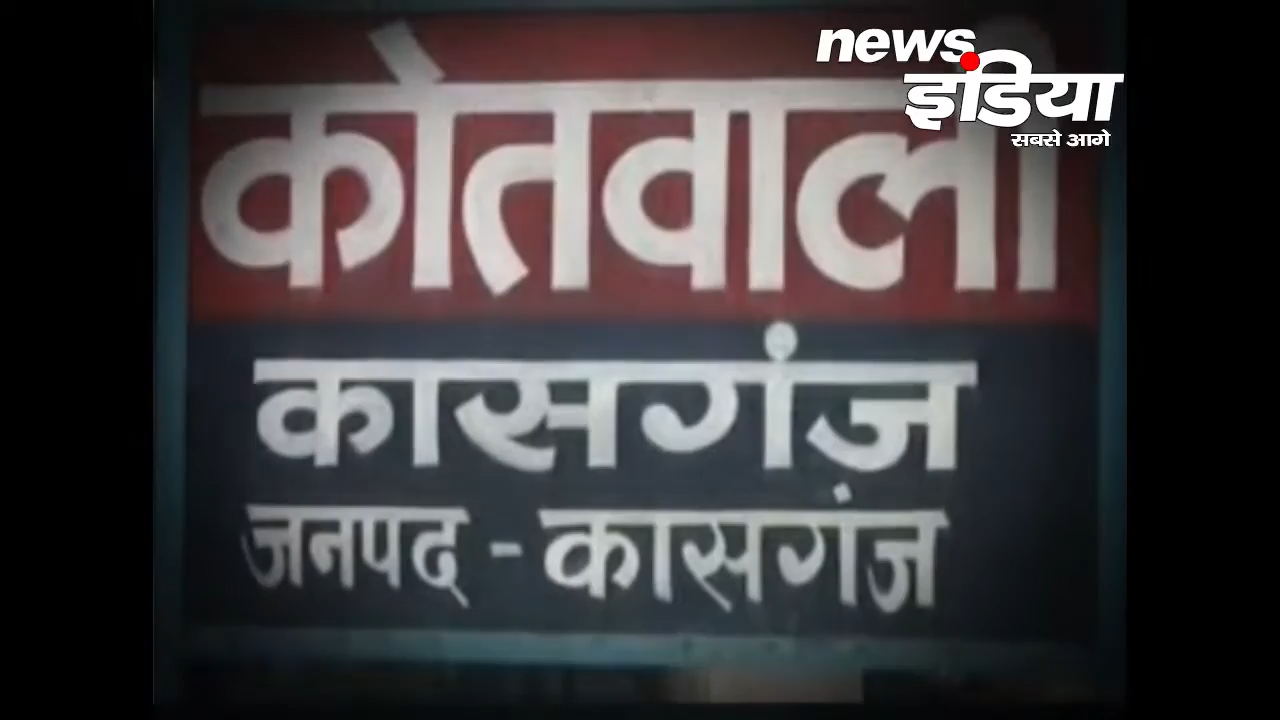 news
इंडिया
सबसे आगे
कोतवाली
कासगंज
जनपद - कासगंज